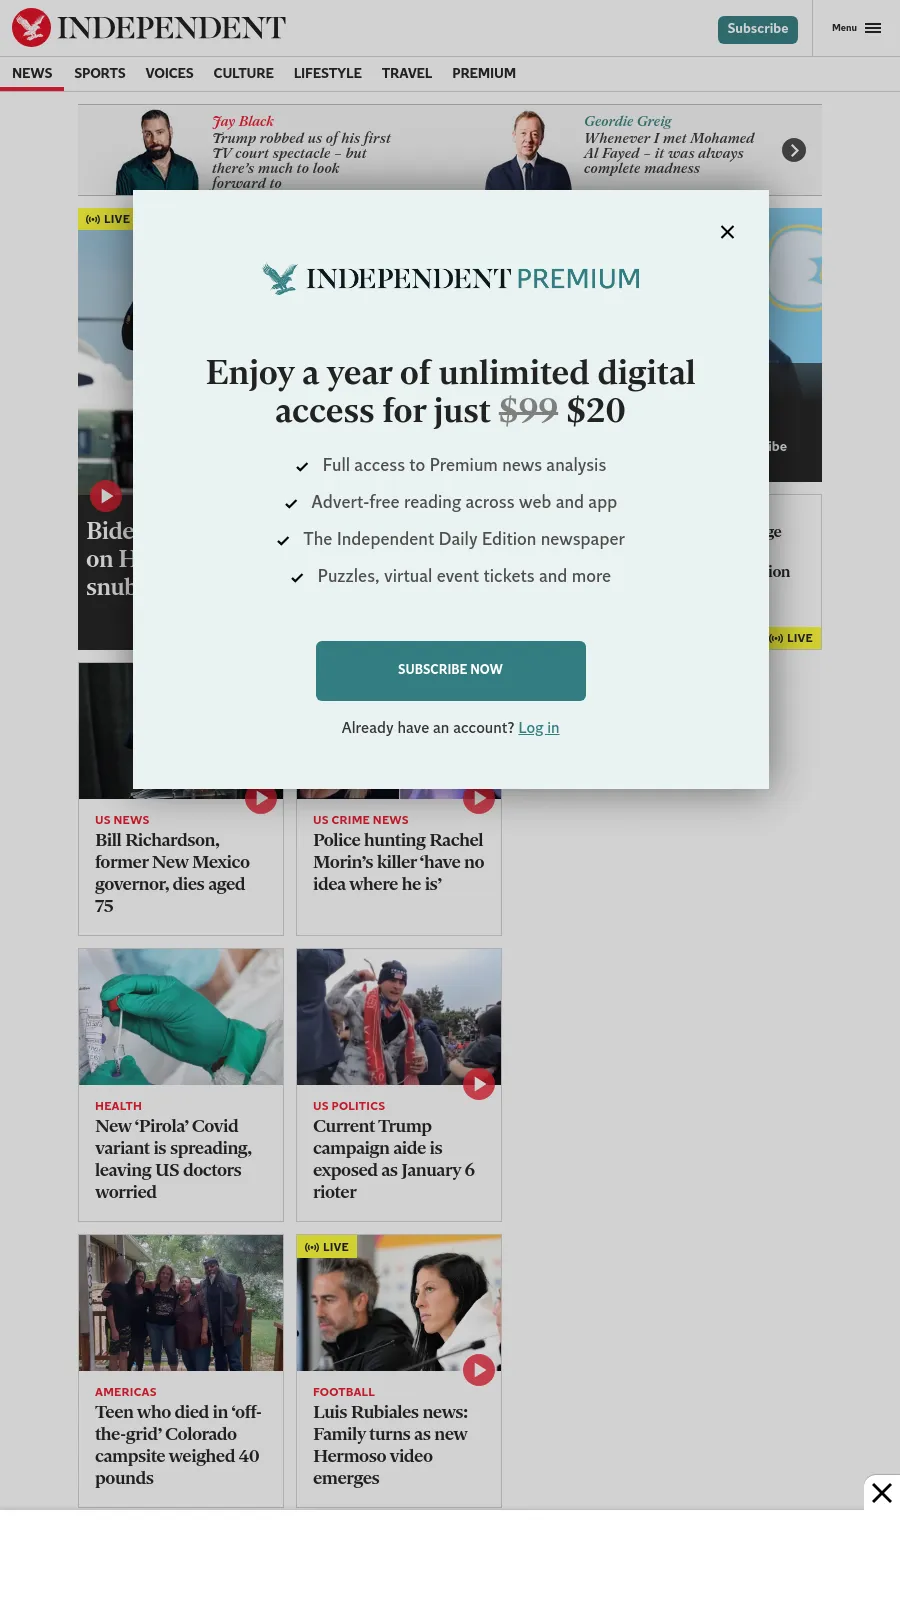 INDEPENDENT
Subscribe
Menu
NEWS SPORTS VOICES CULTURE LIFESTYLE TRAVEL PREMIUM
Jay Black
Trump robbed us of his first
TV court spectacle – but
there's much to look
forward to
Geordie Greig
Whenever I met Mohamed
Al Fayed – it was always
complete madness
LIVE
INDEPENDENT PREMIUM
Enjoy a year of unlimited digital
access for just $99 $20
Full access to Premium news analysis
Advert-free reading across web and app
The Independent Daily Edition newspaper
Puzzles, virtual event tickets and more
SUBSCRIBE NOW
Already have an account? Log in
Bide
on H
snub
ibe
ge
ion
LIVE
US NEWS
Bill Richardson,
former New Mexico
governor, dies aged
75
US CRIME NEWS
Police hunting Rachel
Morin's killer 'have no
idea where he is'
HEALTH
New 'Pirola' Covid
variant is spreading,
leaving US doctors
worried
US POLITICS
Current Trump
campaign aide is
exposed as January 6
rioter
AMERICAS
Teen who died in 'off-
the-grid' Colorado
campsite weighed 40
pounds
LIVE
FOOTBALL
Luis Rubiales news:
Family turns as new
Hermoso video
emerges